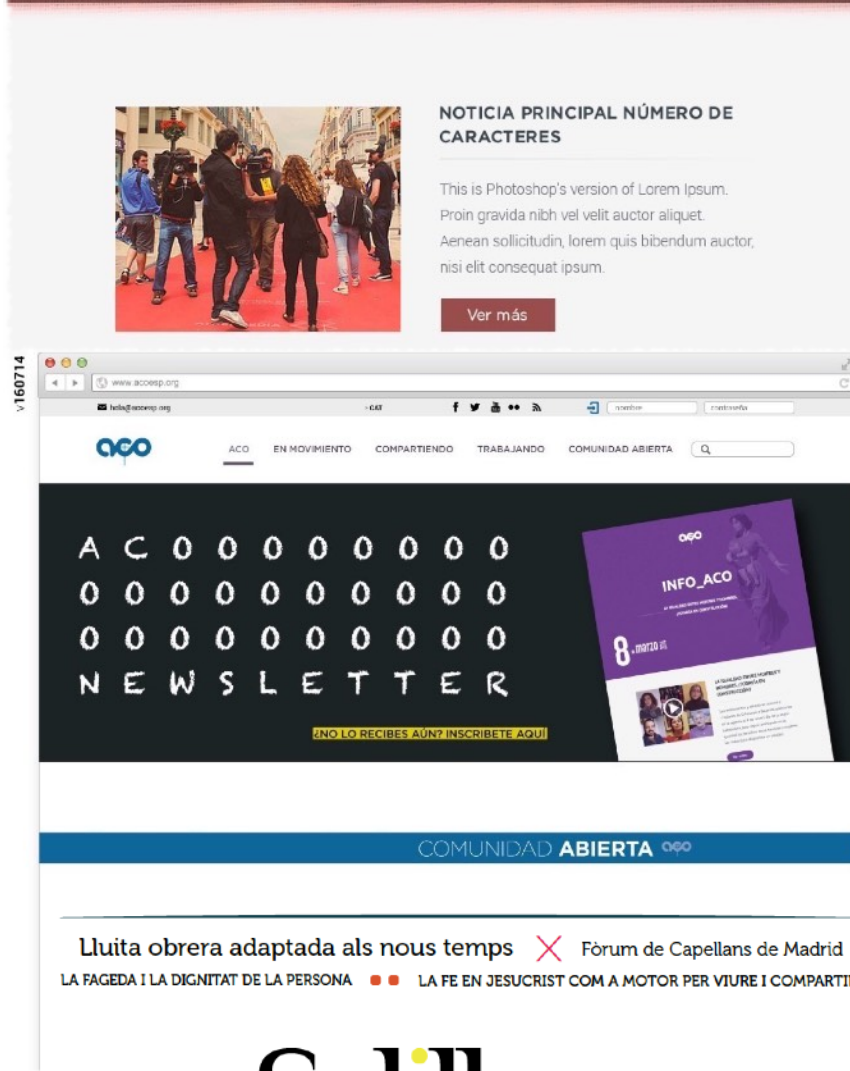 NOTICIA PRINCIPAL NÚMERO DE
CARACTERES
This is Photoshop's version of Lorem Ipsum.
Proin gravida nibh vel velit auctor aliquet.
Aenean sollicitudin, lorem quis bibendum auctor,
nisi elit consequat ipsum.
Ver más
v160714
www.acoesp.org
hola@acoesp.org - CAT nombre contraseña
aco ACO EN MOVIMIENTO COMPARTIENDO TRABAJANDO COMUNIDAD ABIERTA
A C O O O O O O O O
O O O O O O O O O O
O O O O O O O O O O
N E W S L E T T E R
¿NO LO RECIBES AÚN? INSCRIBETE AQUÍ
aco
INFO_ACO
8 de marzo
COMUNIDAD ABIERTA aco
Lluita obrera adaptada als nous temps Fòrum de Capellans de Madrid
LA FAGEDA I LA DIGNITAT DE LA PERSONA LA FE EN JESUCRIST COM A MOTOR PER VIURE I COMPARTI